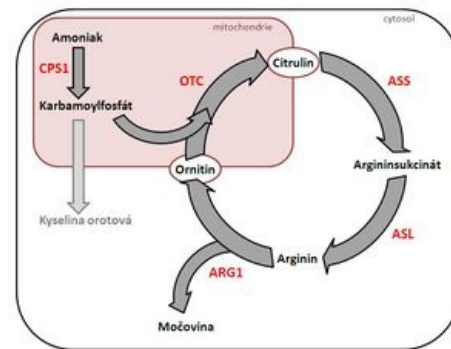 mitochondrie
cytosol
Amoniak
CPS1
OTC
Citrulin
ASS
Karbamoylfosfát
Ornitin
Argininsukcinát
Kyselina orotová
ASL
Arginin
ARG1
Močovina